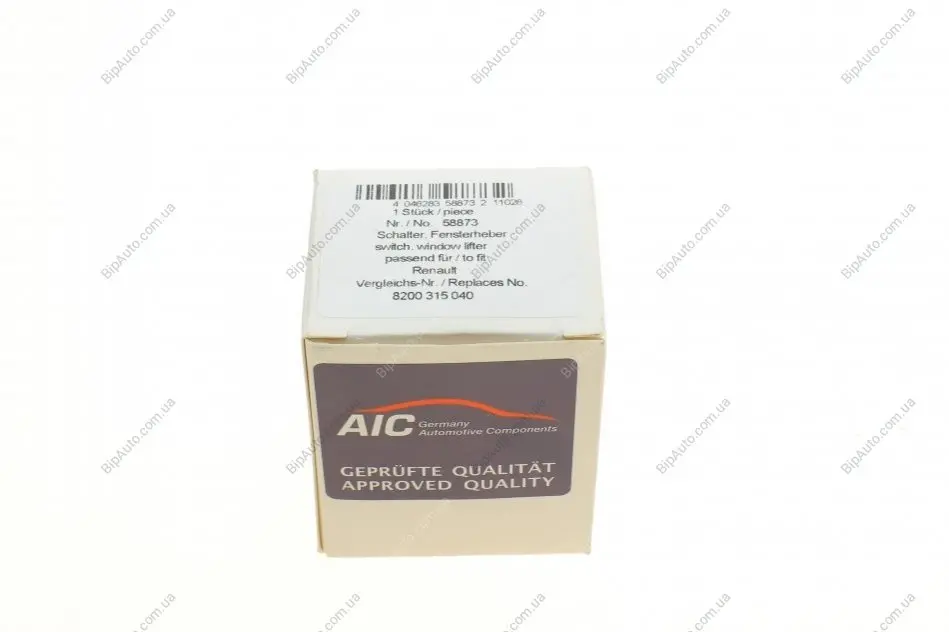 4 046283 58873 2 11026
1 Stück / piece
Nr. / No. 58873
Schalter, Fensterheber
switch, window lifter
passend für / to fit
Renault
Vergleichs-Nr. / Replaces No.
8200 315 040
AIC Germany
Automotive Components
GEPRÜFTE QUALITÄT
APPROVED QUALITY
BipAuto.com.ua